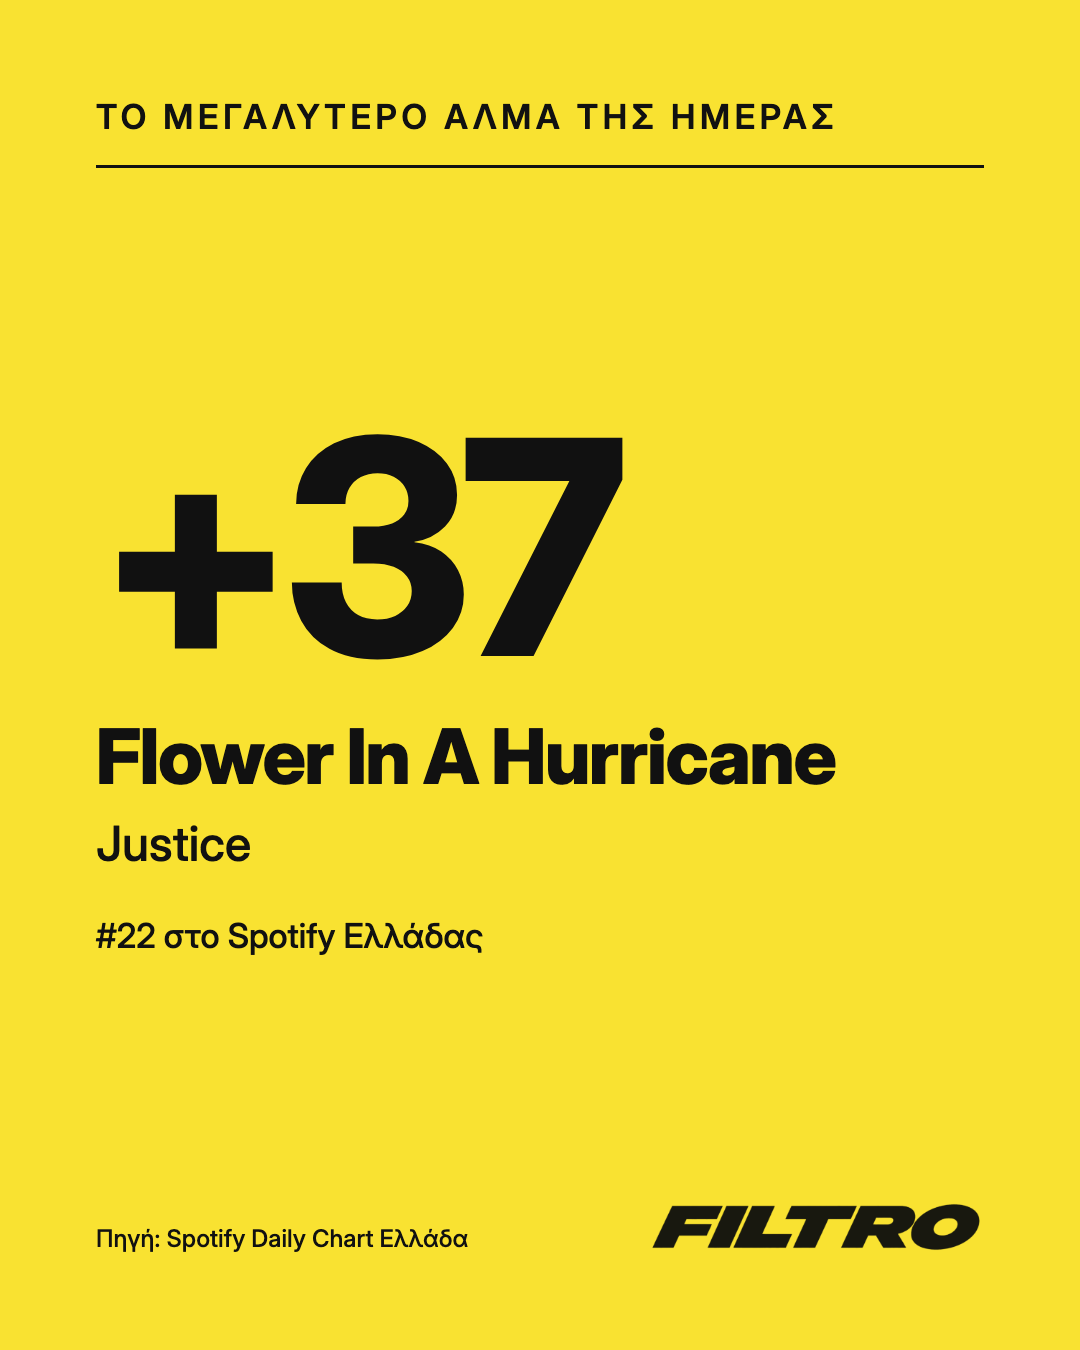 ΤΟ ΜΕΓΑΛΥΤΕΡΟ ΑΛΜΑ ΤΗΣ ΗΜΕΡΑΣ
+37
Flower In A Hurricane
Justice
#22 στο Spotify Ελλάδας
Πηγή: Spotify Daily Chart Ελλάδα
FILTRO